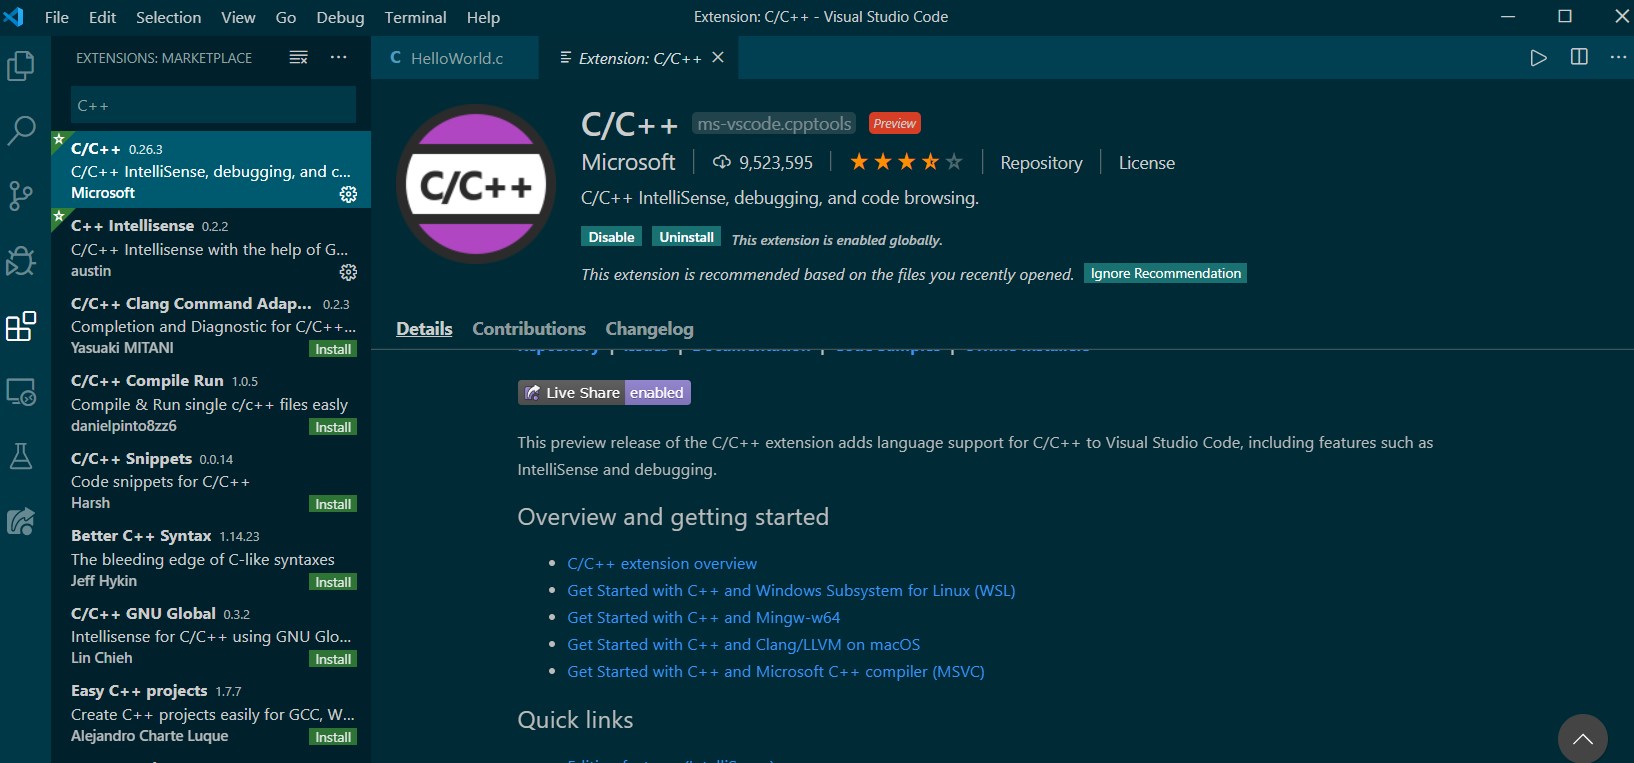 File Edit Selection View Go Debug Terminal Help
Extension: C/C++ - Visual Studio Code
EXTENSIONS: MARKETPLACE
C++
C/C++ 0.26.3
C/C++ IntelliSense, debugging, and c...
Microsoft
C++ Intellisense 0.2.2
C/C++ Intellisense with the help of G...
austin
C/C++ Clang Command Adap... 0.2.3
Completion and Diagnostic for C/C++...
Yasuaki MITANI Install
C/C++ Compile Run 1.0.5
Compile & Run single c/c++ files easly
danielpinto8zz6 Install
C/C++ Snippets 0.0.14
Code snippets for C/C++
Harsh Install
Better C++ Syntax 1.14.23
The bleeding edge of C-like syntaxes
Jeff Hykin Install
C/C++ GNU Global 0.3.2
Intellisense for C/C++ using GNU Glo...
Lin Chieh Install
Easy C++ projects 1.7.7
Create C++ projects easily for GCC, W...
Alejandro Charte Luque Install
C HelloWorld.c Extension: C/C++
C/C++
C/C++ ms-vscode.cpptools Preview
Microsoft 9,523,595 Repository License
C/C++ IntelliSense, debugging, and code browsing.
Disable Uninstall This extension is enabled globally.
This extension is recommended based on the files you recently opened. Ignore Recommendation
Details Contributions Changelog
Live Share enabled
This preview release of the C/C++ extension adds language support for C/C++ to Visual Studio Code, including features such as
IntelliSense and debugging.
Overview and getting started
C/C++ extension overview
Get Started with C++ and Windows Subsystem for Linux (WSL)
Get Started with C++ and Mingw-w64
Get Started with C++ and Clang/LLVM on macOS
Get Started with C++ and Microsoft C++ compiler (MSVC)
Quick links